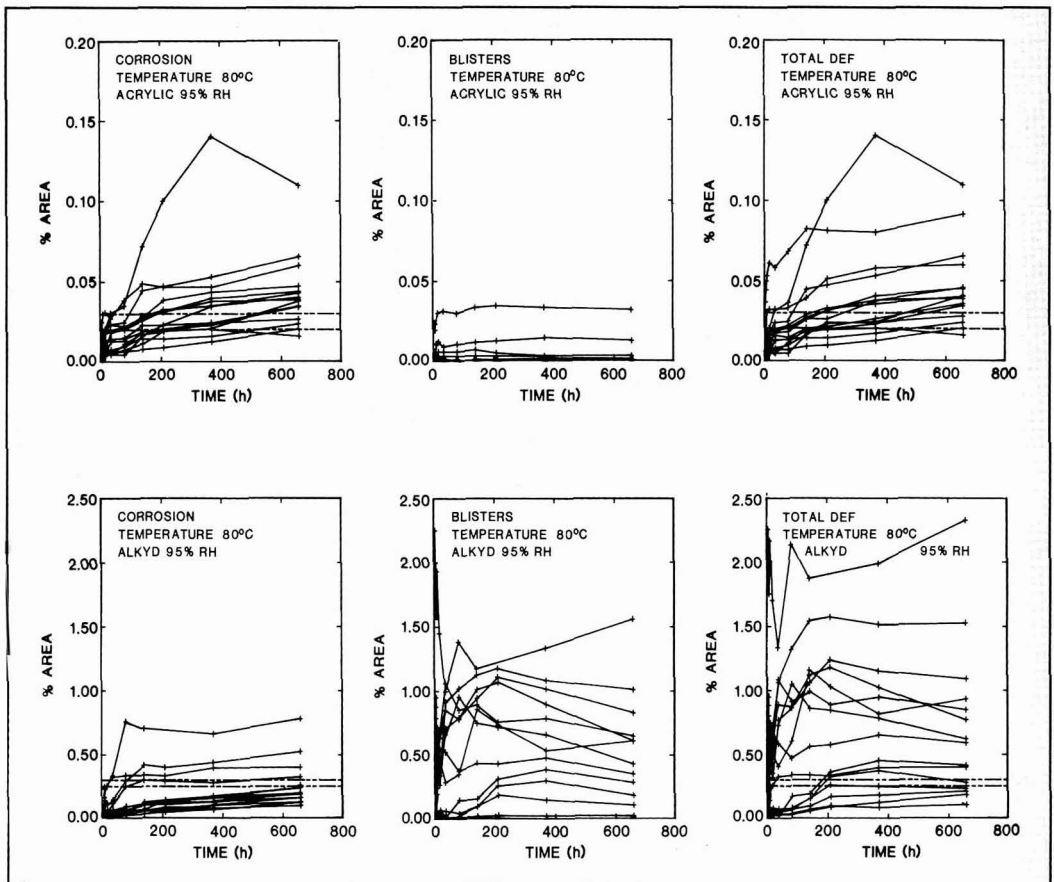 CORROSION
TEMPERATURE 80°C
ACRYLIC 95% RH
% AREA
0.20
0.15
0.10
0.05
0.00
0 200 400 600 800
TIME (h)
BLISTERS
TEMPERATURE 80°C
ACRYLIC 95% RH
% AREA
0.20
0.15
0.10
0.05
0.00
0 200 400 600 800
TIME (h)
TOTAL DEF
TEMPERATURE 80°C
ACRYLIC 95% RH
% AREA
0.20
0.15
0.10
0.05
0.00
0 200 400 600 800
TIME (h)
CORROSION
TEMPERATURE 80°C
ALKYD 95% RH
% AREA
2.50
2.00
1.50
1.00
0.50
0.00
0 200 400 600 800
TIME (h)
BLISTERS
TEMPERATURE 80°C
ALKYD 95% RH
% AREA
2.50
2.00
1.50
1.00
0.50
0.00
0 200 400 600 800
TIME (h)
TOTAL DEF
TEMPERATURE 80°C
ALKYD 95% RH
% AREA
2.50
2.00
1.50
1.00
0.50
0.00
0 200 400 600 800
TIME (h)